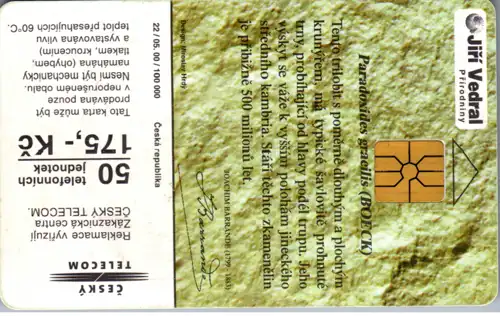 Jiří Vedral
Přírodniny
Paradoxides gracilis (BOECK)
Tento trilobit s poměrně dlouhým a plochým
krunýřem, má typické šavlovitě prohnuté
trny, probíhající od hlavy podél trupu. Jeho
výskyt se váže k vyšším polohám jineckého
středního kambria. Stáří těchto zkamenělin
je přibližně 500 milionů let.
JOACHIM BARRANDE (1799 - 1883)
ČESKÝ
TELECOM
Reklamace vyřizují
Zákaznická centra
ČESKÝ TELECOM.
50 telefonních
jednotek
175,- Kč
Tato karta může být
prodávána pouze
v neporušeném obalu.
Nesmí být mechanicky
namáhána (ohybem,
tlakem, kroucením)
a vystavována vlivu
teplot přesahujících 60°C.
Česká republika
22 / 05. 00 / 100 000